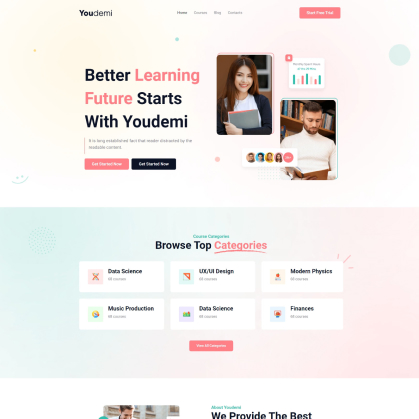 Youdemi
Home Courses Blog Contacts
Start Free Trial
Better Learning
Future Starts
With Youdemi
It is long established fact that reader distracted by the
readable content.
Get Started Now
Get Started Now
Course Categories
Browse Top Categories
Data Science
68 courses
UX/UI Design
68 courses
Modern Physics
68 courses
Music Production
68 courses
Data Science
68 courses
Finances
68 courses
View All Categories
About Youdemi
We Provide The Best